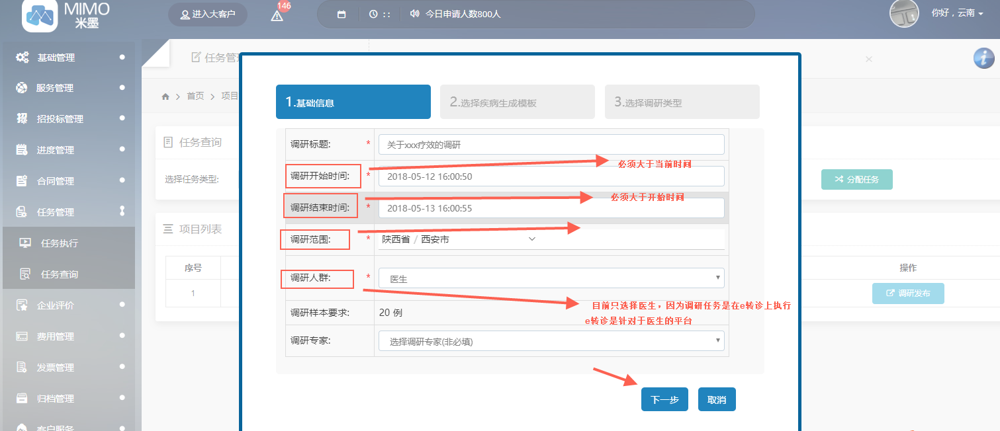 MIMO
米墨
进入大客户
146
: :
今日申请人数800人
你好，云南
基础管理
服务管理
招投标管理
进度管理
合同管理
任务管理
任务执行
任务查询
企业评价
费用管理
发票管理
归档管理
客户服务
任务管理
首页
项目
任务查询
选择任务类型:
分配任务
项目列表
序号
操作
1
调研发布
1.基础信息
2.选择疾病生成模板
3.选择调研类型
调研标题: * 关于xxx疗效的调研
必须大于当前时间
调研开始时间: * 2018-05-12 16:00:50
必须大于开始时间
调研结束时间: * 2018-05-13 16:00:55
调研范围: * 陕西省 / 西安市
调研人群: * 医生
目前只选择医生，因为调研任务是在e转诊上执行
e转诊是针对于医生的平台
调研样本要求: 20 例
调研专家: 选择调研专家(非必填)
下一步
取消